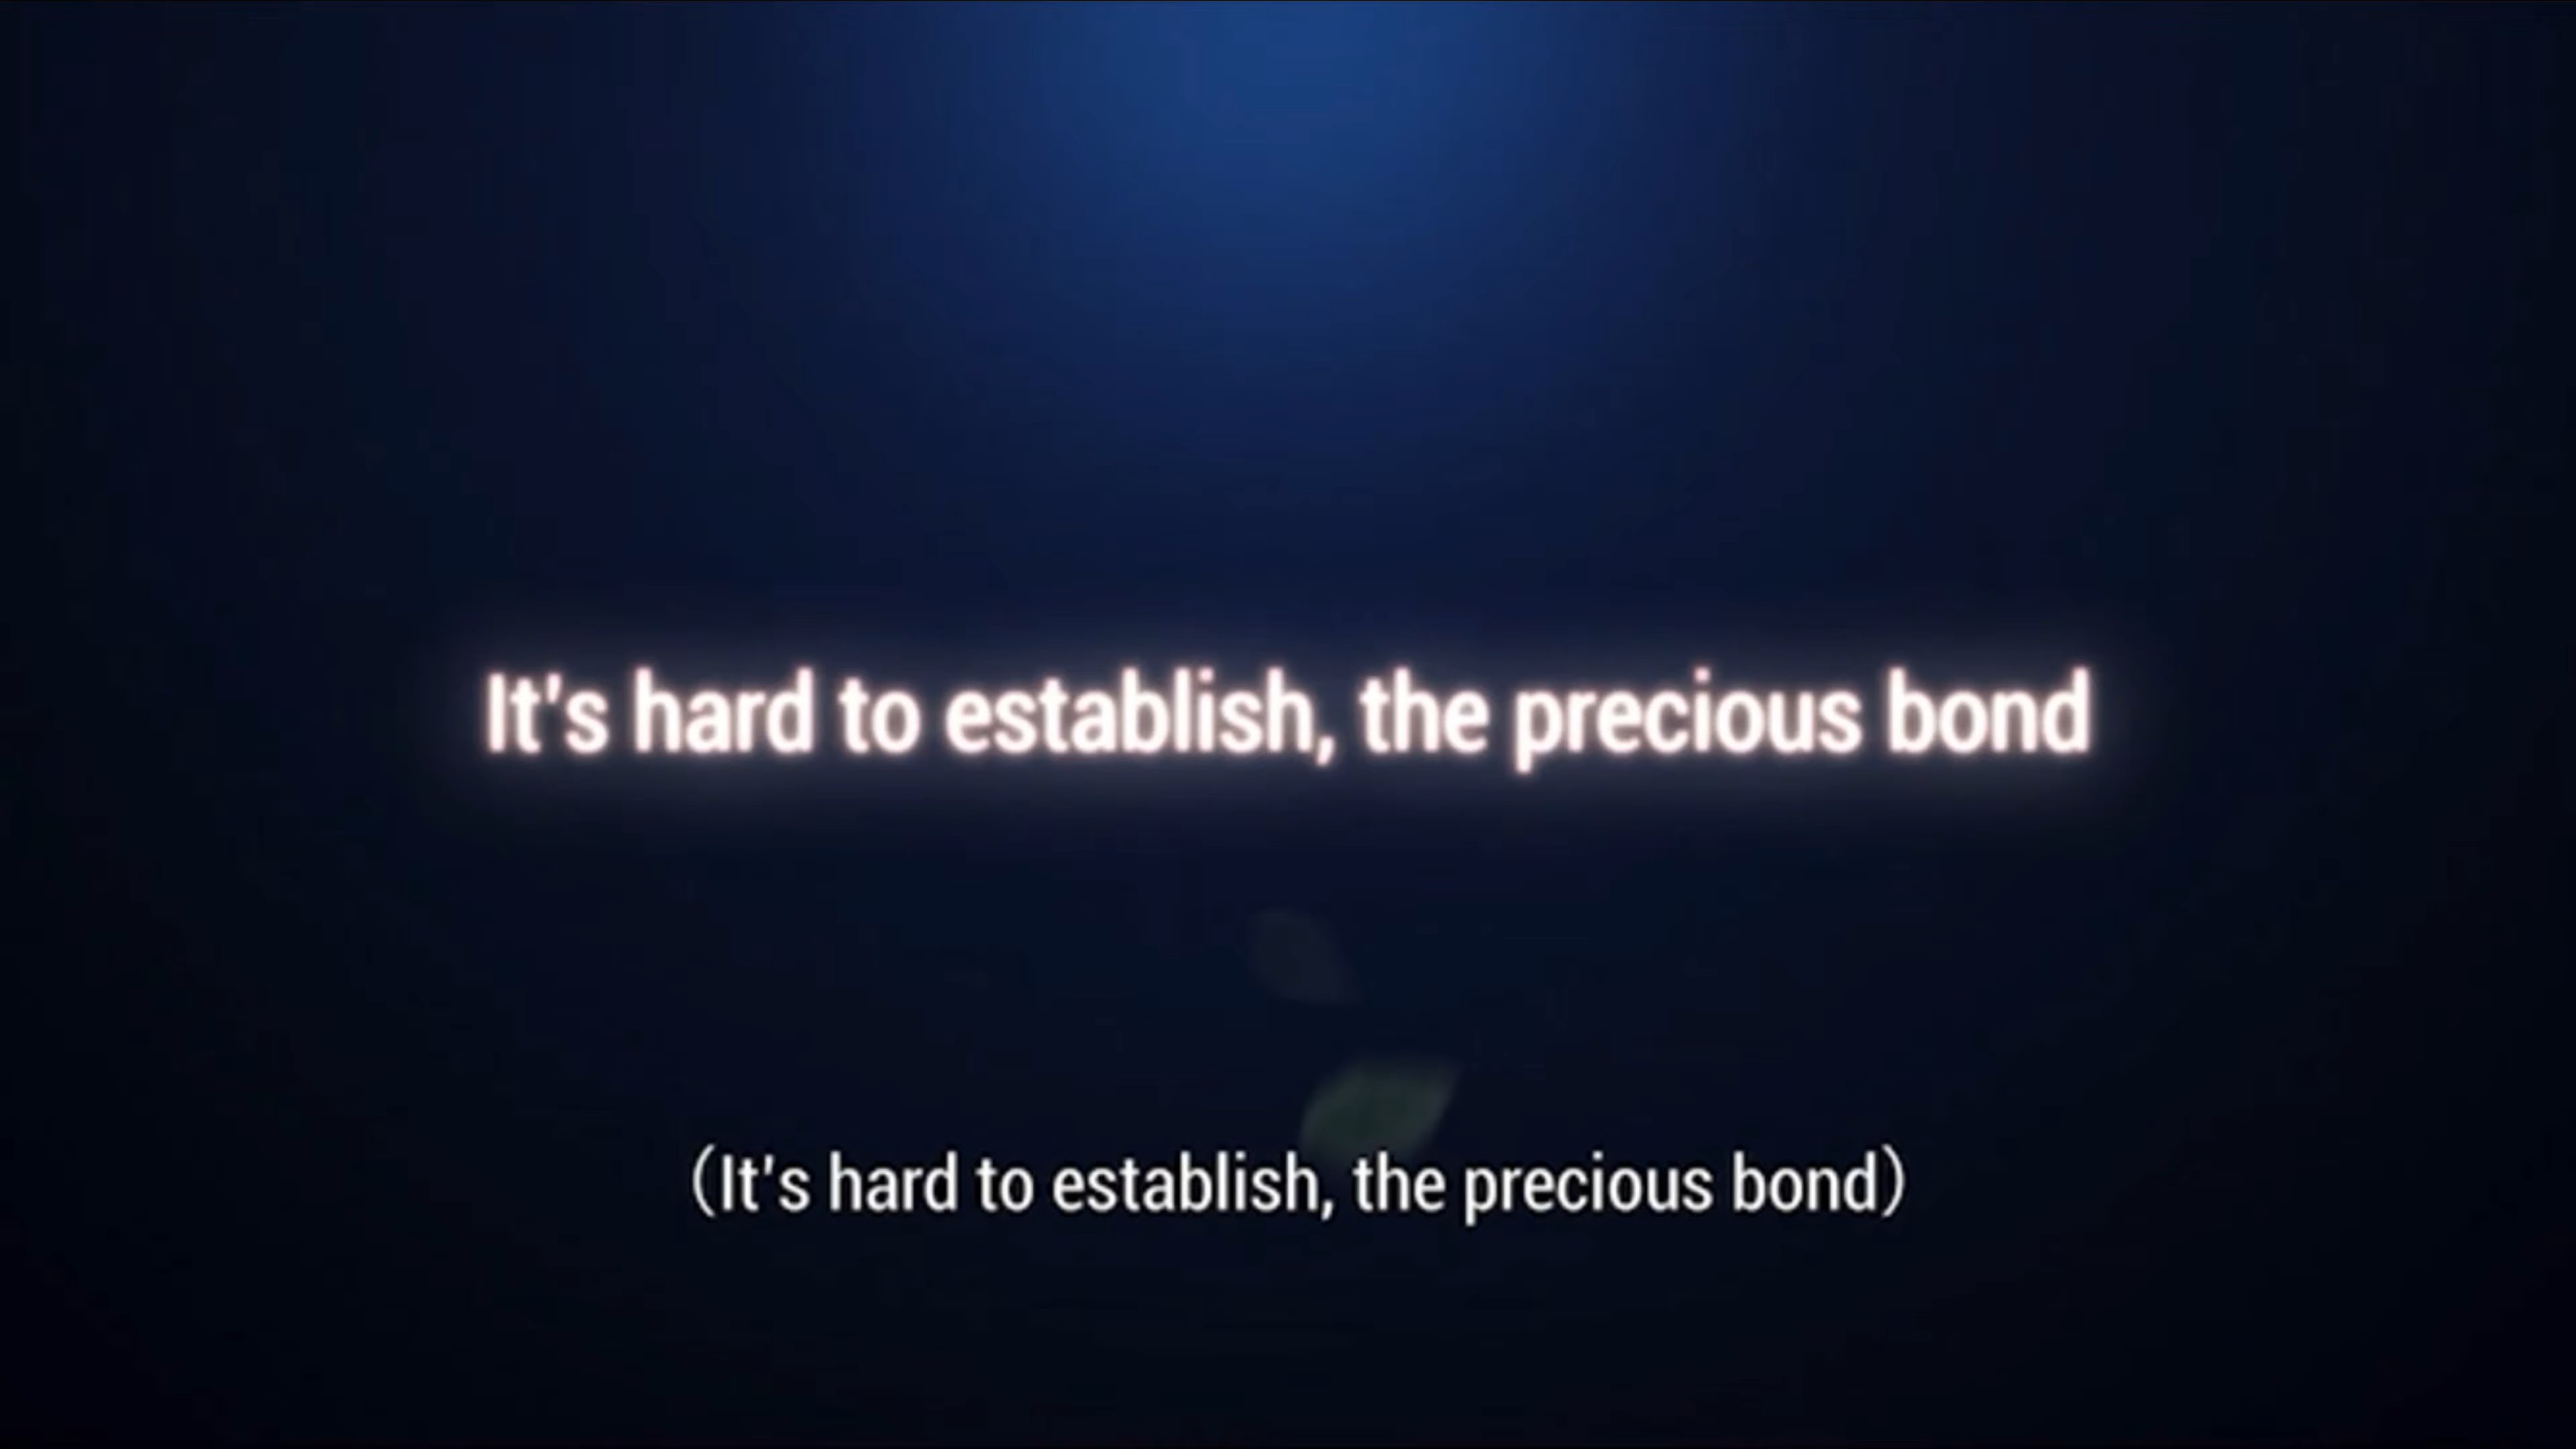 It's hard to establish, the precious bond
(It's hard to establish, the precious bond)